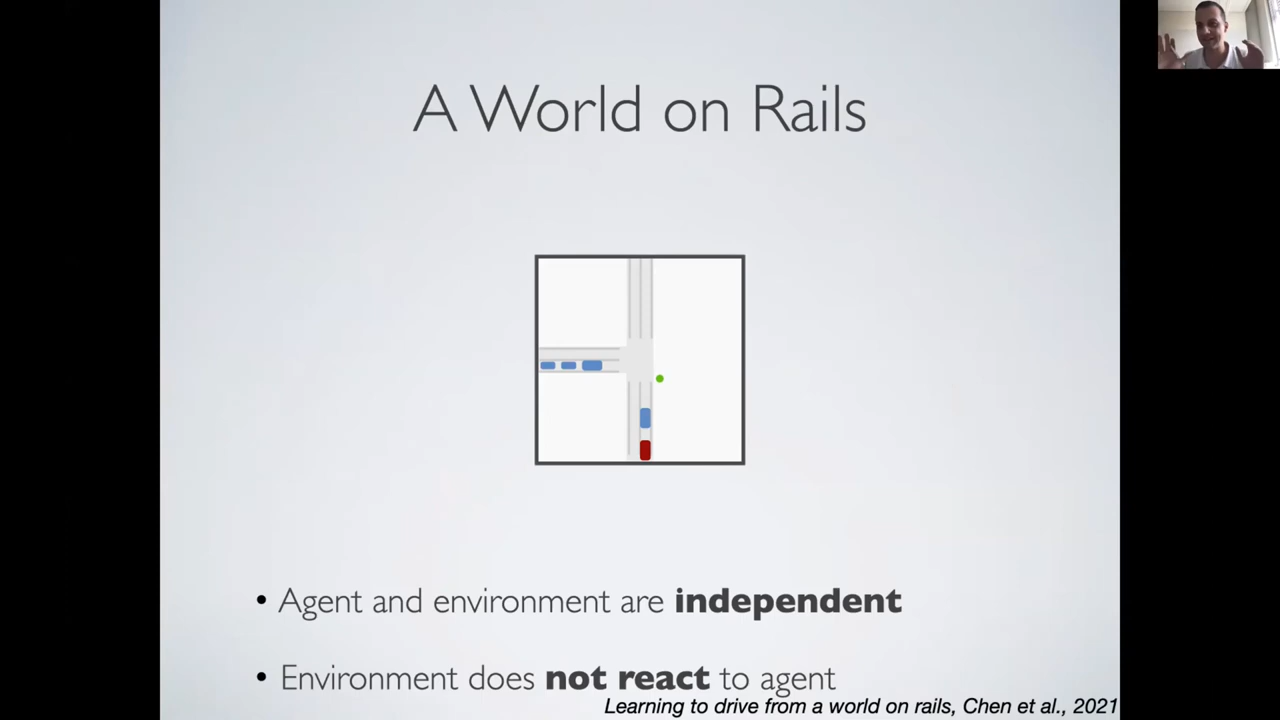 A World on Rails
• Agent and environment are independent
• Environment does not react to agent
Learning to drive from a world on rails, Chen et al., 2021